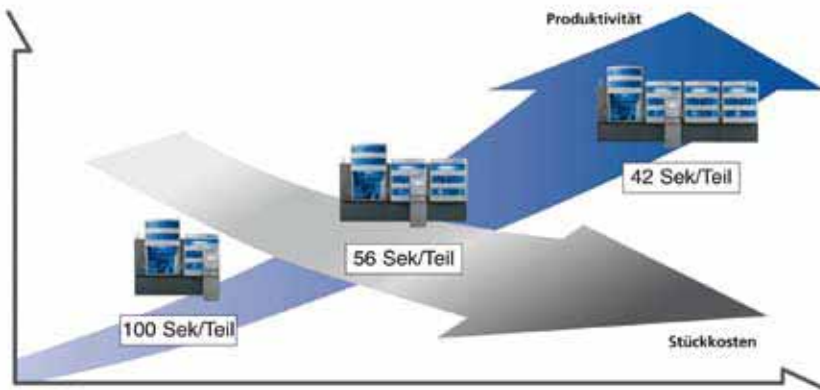 Produktivität
42 Sek/Teil
56 Sek/Teil
100 Sek/Teil
Stückkosten